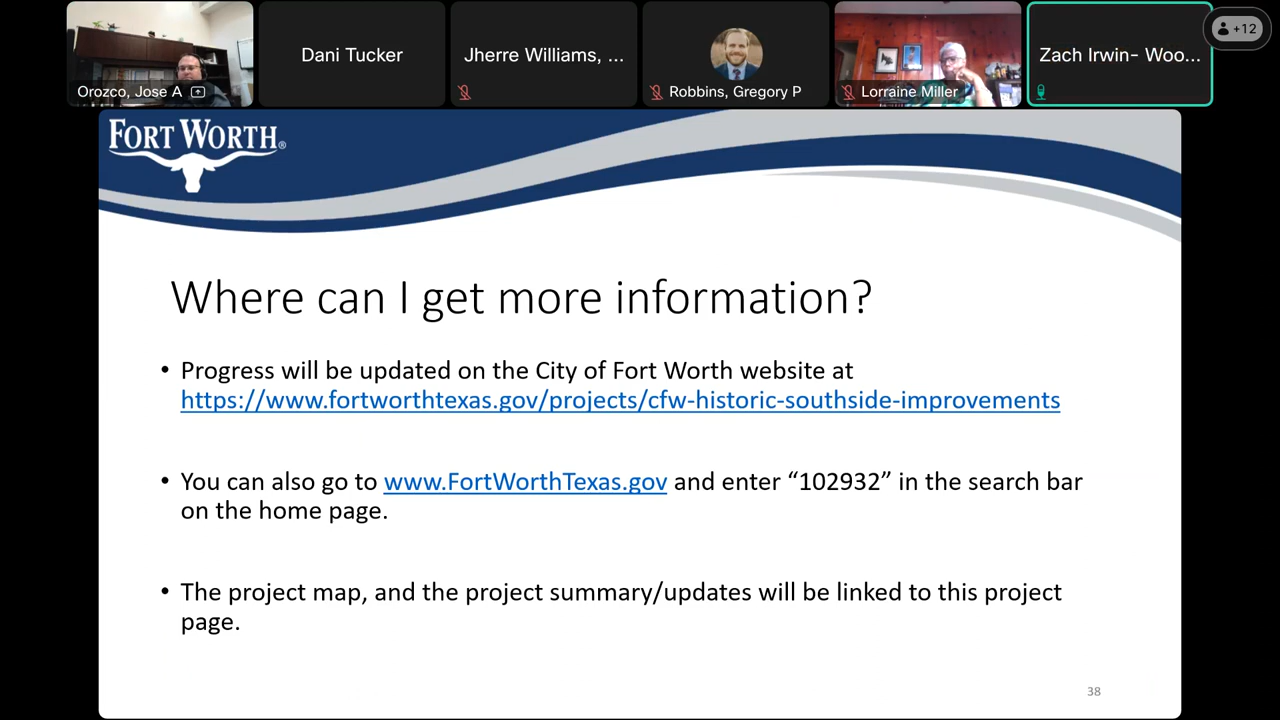 Orozco, Jose A
Dani Tucker
Jherre Williams, ...
Robbins, Gregory P
Lorraine Miller
Zach Irwin- Woo...
+12
FORT WORTH®
Where can I get more information?
• Progress will be updated on the City of Fort Worth website at
https://www.fortworthtexas.gov/projects/cfw-historic-southside-improvements
• You can also go to www.FortWorthTexas.gov and enter “102932” in the search bar
on the home page.
• The project map, and the project summary/updates will be linked to this project
page.
38